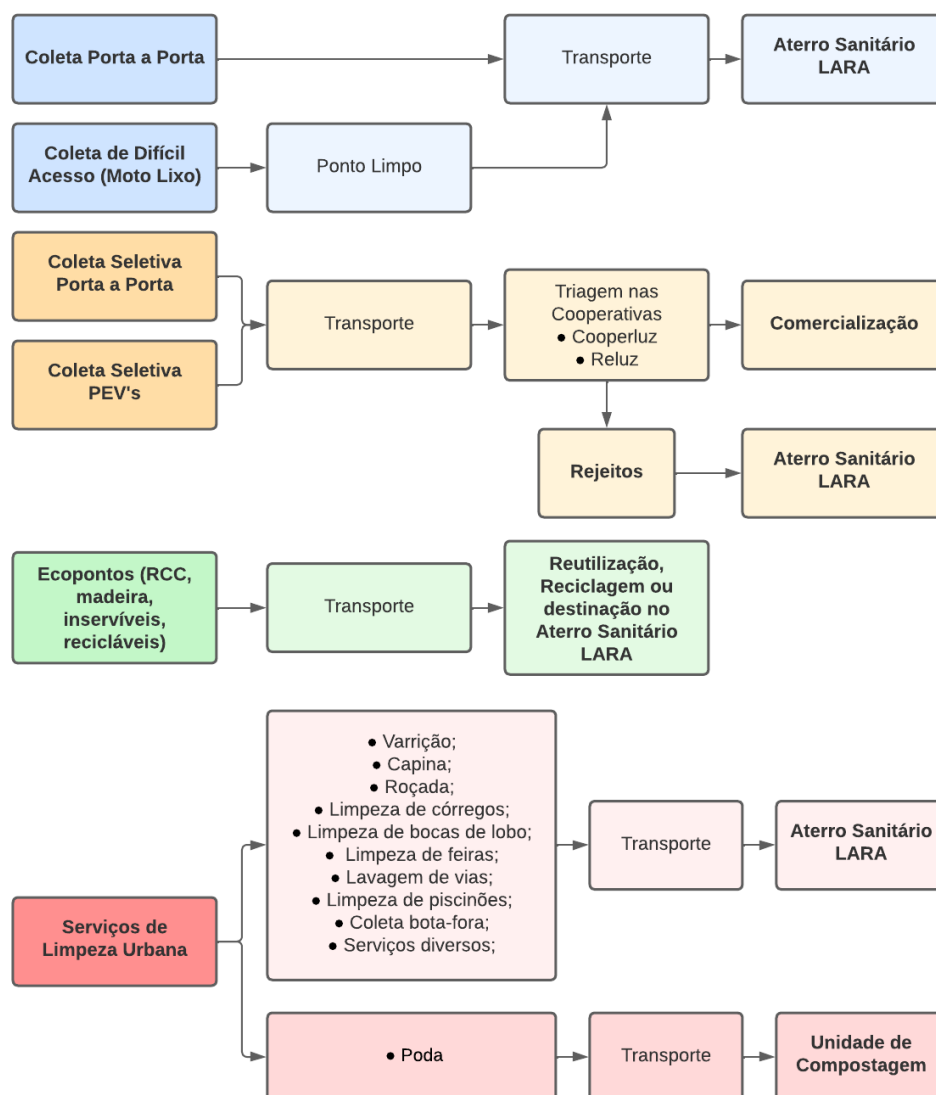 Coleta Porta a Porta
Transporte
Aterro Sanitário
LARA
Coleta de Difícil
Acesso (Moto Lixo)
Ponto Limpo
Coleta Seletiva
Porta a Porta
Coleta Seletiva
PEV's
Transporte
Triagem nas
Cooperativas
● Cooperluz
● Reluz
Comercialização
Rejeitos
Aterro Sanitário
LARA
Ecopontos (RCC,
madeira,
inservíveis,
recicláveis)
Transporte
Reutilização,
Reciclagem ou
destinação no
Aterro Sanitário
LARA
Serviços de
Limpeza Urbana
● Varrição;
● Capina;
● Roçada;
● Limpeza de córregos;
● Limpeza de bocas de lobo;
● Limpeza de feiras;
● Lavagem de vias;
● Limpeza de piscinões;
● Coleta bota-fora;
● Serviços diversos;
Transporte
Aterro Sanitário
LARA
● Poda
Transporte
Unidade de
Compostagem